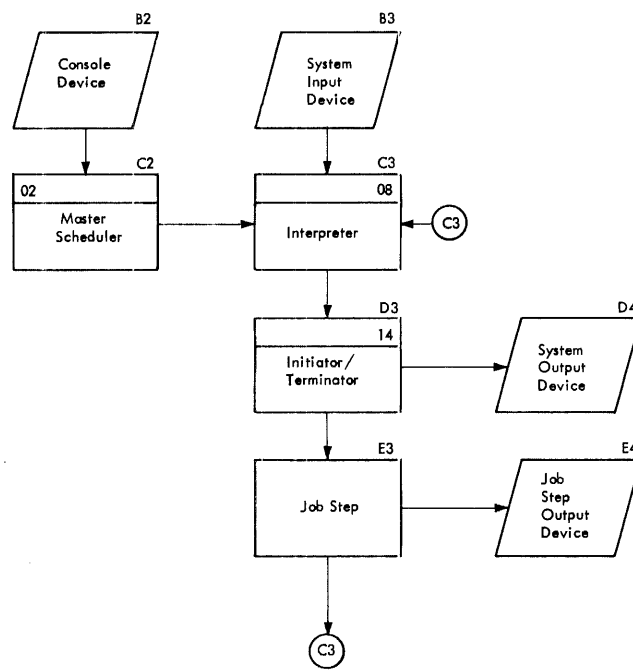 B2
Console
Device
B3
System
Input
Device
C2
02
Master
Scheduler
C3
08
Interpreter
C3
D3
14
Initiator/
Terminator
D4
System
Output
Device
E3
Job Step
E4
Job
Step
Output
Device
C3